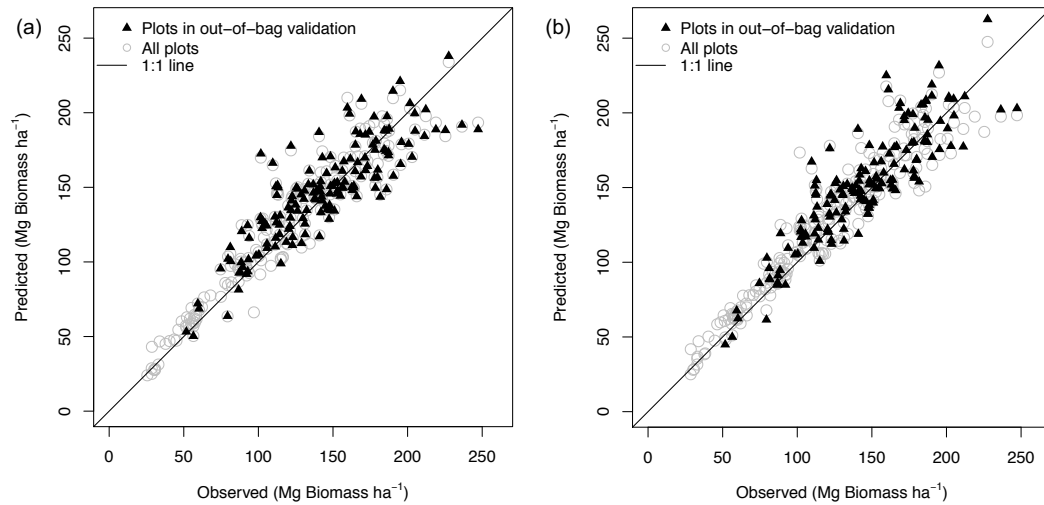 (a)
Plots in out−of−bag validation
All plots
1:1 line
Predicted (Mg Biomass ha⁻¹)
250
200
150
100
50
0
0 50 100 150 200 250
Observed (Mg Biomass ha⁻¹)
(b)
Plots in out−of−bag validation
All plots
1:1 line
Predicted (Mg Biomass ha⁻¹)
250
200
150
100
50
0
0 50 100 150 200 250
Observed (Mg Biomass ha⁻¹)